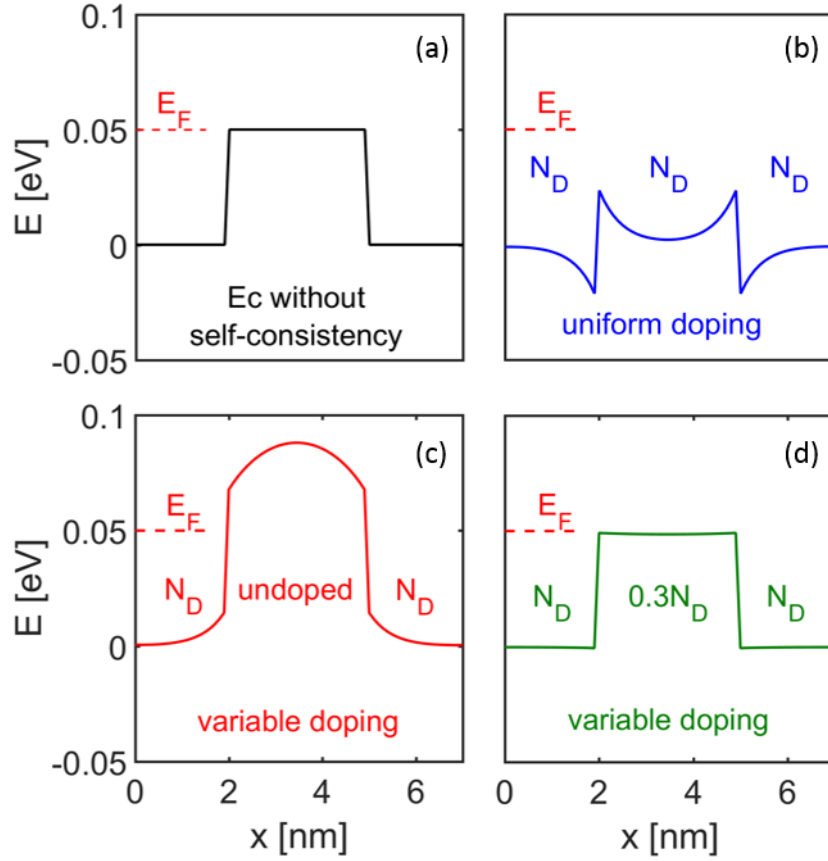 0.1
0.05
0
-0.05
E [eV]
(a)
E_F
Ec without
self-consistency
(b)
E_F
N_D
N_D
N_D
uniform doping
0.1
0.05
0
-0.05
E [eV]
(c)
E_F
N_D
undoped
N_D
variable doping
0
2
4
6
x [nm]
(d)
E_F
N_D
0.3N_D
N_D
variable doping
0
2
4
6
x [nm]